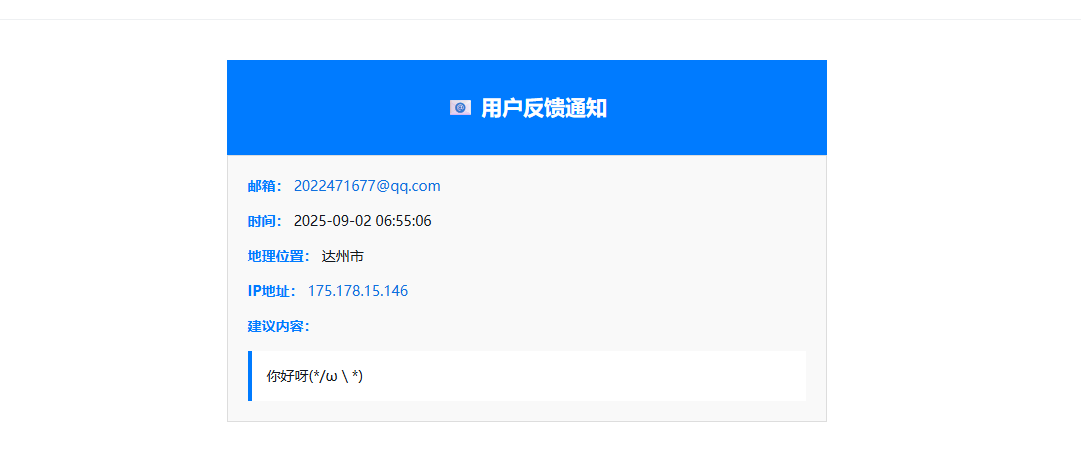 用户反馈通知
邮箱： 2022471677@qq.com
时间： 2025-09-02 06:55:06
地理位置： 达州市
IP地址： 175.178.15.146
建议内容：
你好呀(*/ω＼*)